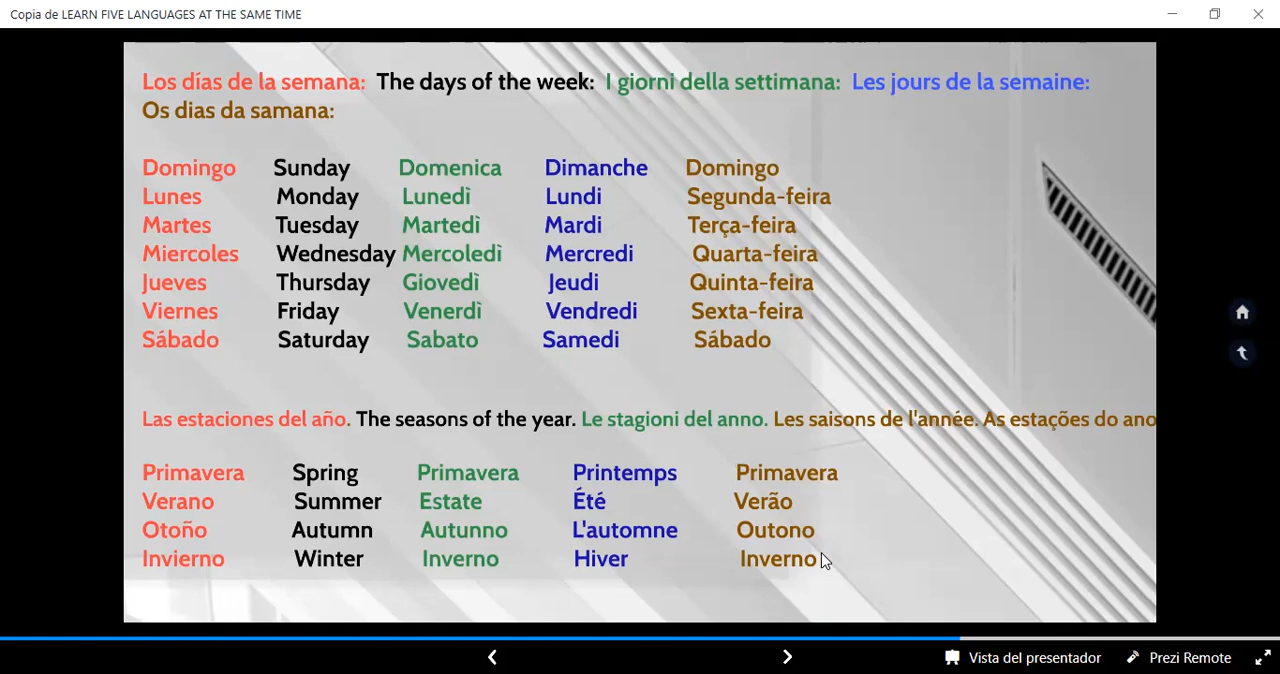 Copia de LEARN FIVE LANGUAGES AT THE SAME TIME
Los días de la semana: The days of the week: I giorni della settimana: Les jours de la semaine:
Os dias da samana:
Domingo Sunday Domenica Dimanche Domingo
Lunes Monday Lunedì Lundi Segunda-feira
Martes Tuesday Martedì Mardi Terça-feira
Miercoles Wednesday Mercoledì Mercredi Quarta-feira
Jueves Thursday Giovedì Jeudi Quinta-feira
Viernes Friday Venerdì Vendredi Sexta-feira
Sábado Saturday Sabato Samedi Sábado
Las estaciones del año. The seasons of the year. Le stagioni del anno. Les saisons de l'année. As estações do ano
Primavera Spring Primavera Printemps Primavera
Verano Summer Estate Été Verão
Otoño Autumn Autunno L'automne Outono
Invierno Winter Inverno Hiver Inverno
Vista del presentador Prezi Remote